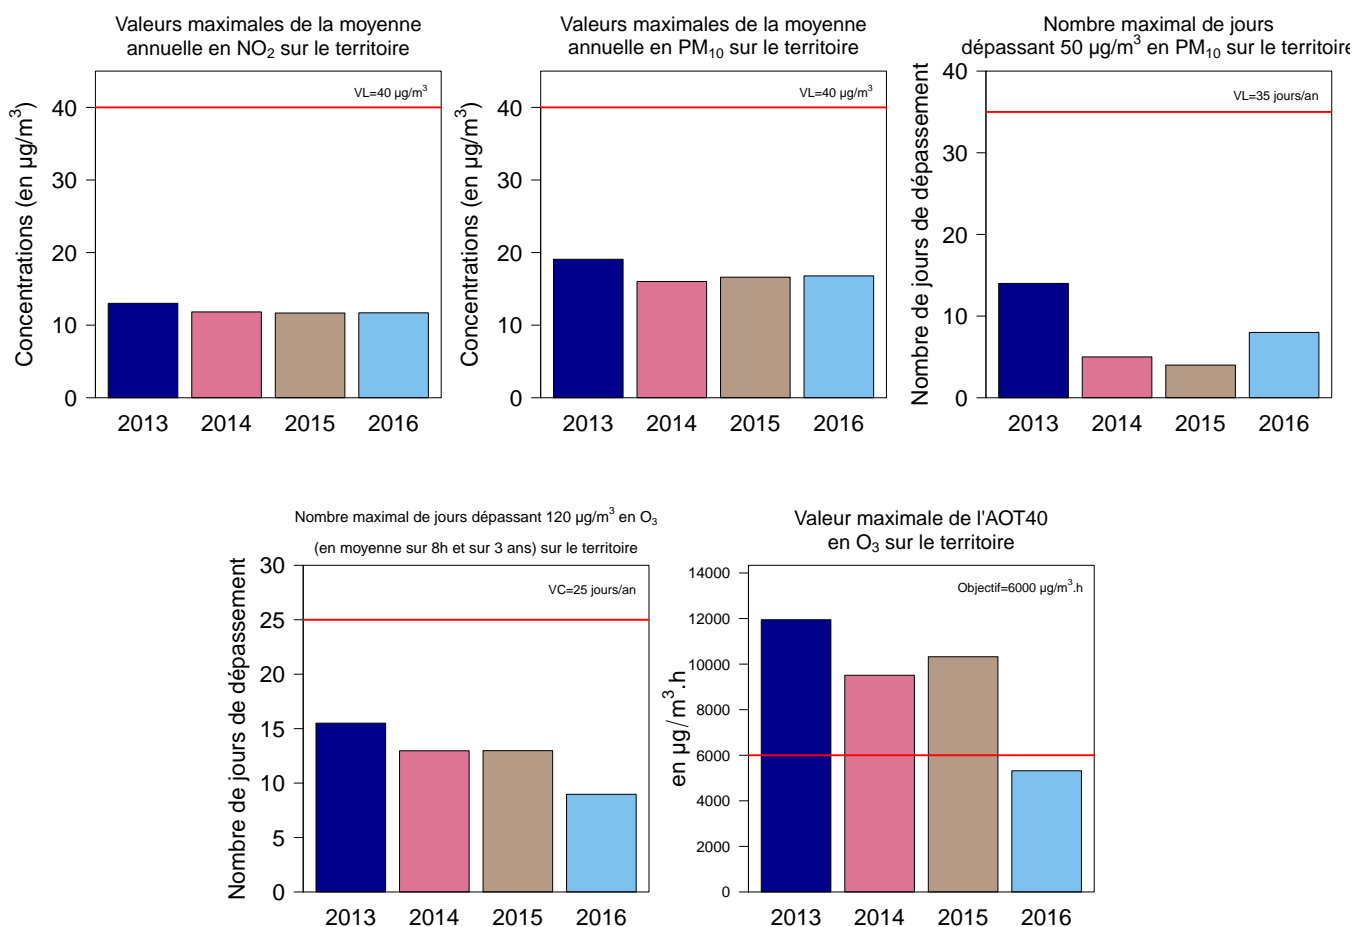 Valeurs maximales de la moyenne
annuelle en NO₂ sur le territoire
Concentrations (en µg/m³)
VL=40 µg/m³
40
30
20
10
0
2013 2014 2015 2016
Valeurs maximales de la moyenne
annuelle en PM₁₀ sur le territoire
Concentrations (en µg/m³)
VL=40 µg/m³
40
30
20
10
0
2013 2014 2015 2016
Nombre maximal de jours
dépassant 50 µg/m³ en PM₁₀ sur le territoire
Nombre de jours de dépassement
VL=35 jours/an
40
30
20
10
0
2013 2014 2015 2016
Nombre maximal de jours dépassant 120 µg/m³ en O₃
(en moyenne sur 8h et sur 3 ans) sur le territoire
Nombre de jours de dépassement
VC=25 jours/an
30
25
20
15
10
5
0
2013 2014 2015 2016
Valeur maximale de l'AOT40
en O₃ sur le territoire
en µg/m³.h
Objectif=6000 µg/m³.h
14000
12000
10000
8000
6000
4000
2000
0
2013 2014 2015 2016